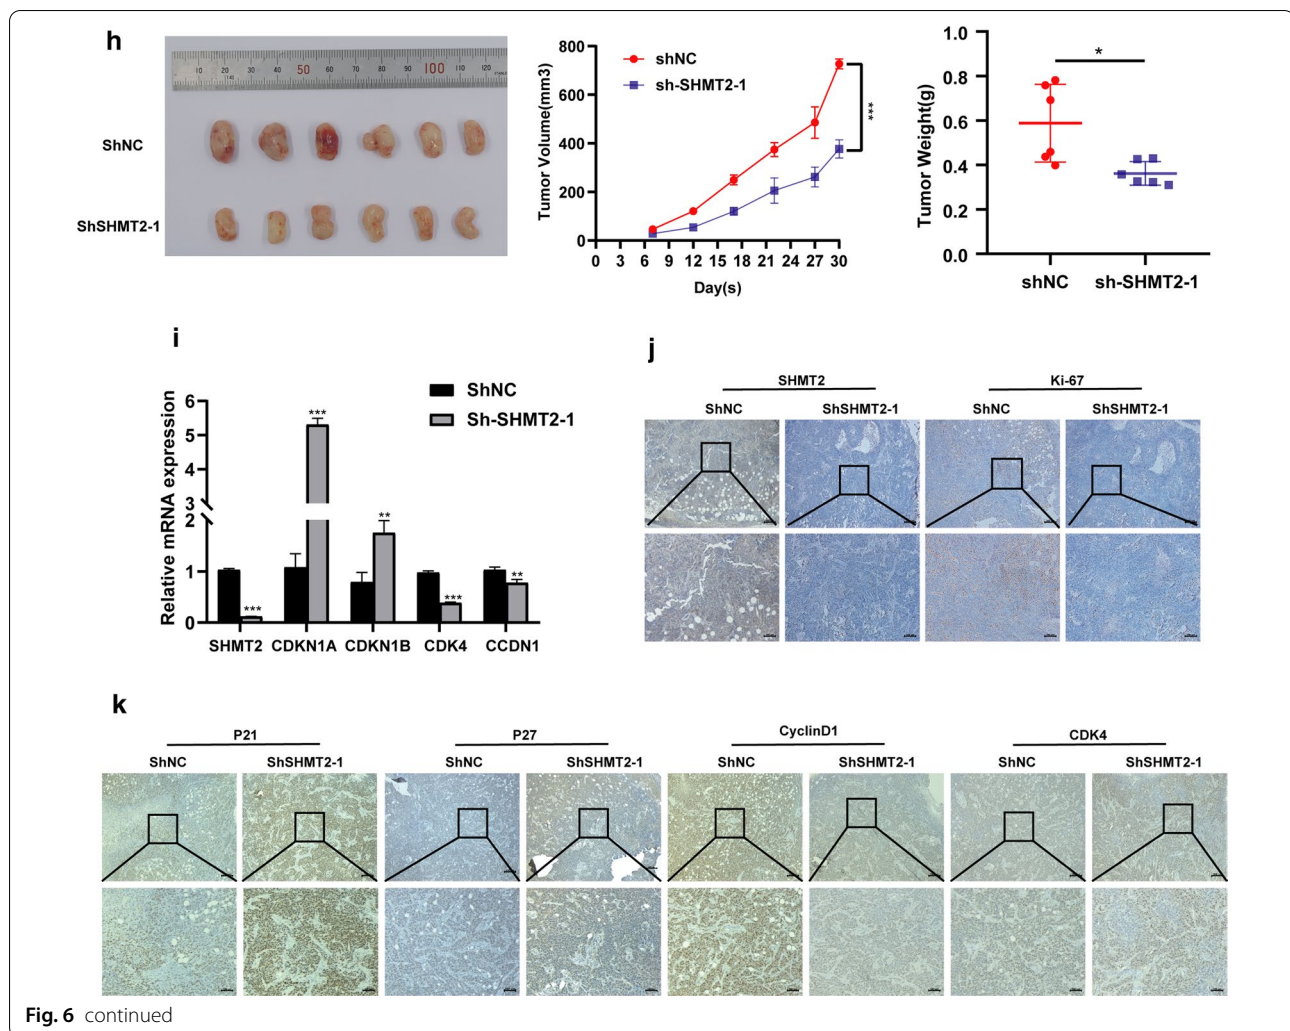 h
10 20 30 40 50 60 70 80 90 100 110 120
ShNC
ShSHMT2-1
shNC
sh-SHMT2-1
Tumor Volume(mm3)
800
600
400
200
0
0 3 6 9 12 15 18 21 24 27 30
Day(s)
***
Tumor Weight(g)
1.0
0.8
0.6
0.4
0.2
0.0
*
shNC sh-SHMT2-1
i
ShNC
Sh-SHMT2-1
Relative mRNA expression
6
5
4
3
2
1
0
*** *** ** *** **
SHMT2 CDKN1A CDKN1B CDK4 CCDN1
j
SHMT2 Ki-67
ShNC ShSHMT2-1 ShNC ShSHMT2-1
k
P21 P27 CyclinD1 CDK4
ShNC ShSHMT2-1 ShNC ShSHMT2-1 ShNC ShSHMT2-1 ShNC ShSHMT2-1
Fig. 6 continued